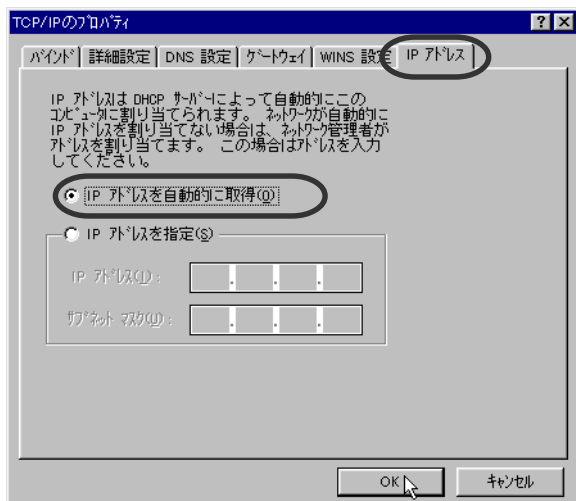 TCP/IPのﾌﾟﾛﾊﾟﾃｨ
ﾊﾞｲﾝﾄﾞ 詳細設定 DNS 設定 ｹﾞｰﾄｳｪｲ WINS 設定 IP ｱﾄﾞﾚｽ
IP ｱﾄﾞﾚｽは DHCP ｻｰﾊﾞｰによって自動的にこの
ｺﾝﾋﾟｭｰﾀに割り当てられます。 ﾈｯﾄﾜｰｸが自動的に
IP ｱﾄﾞﾚｽを割り当てない場合は、ﾈｯﾄﾜｰｸ管理者が
ｱﾄﾞﾚｽを割り当てます。 この場合はｱﾄﾞﾚｽを入力
してください。
IP ｱﾄﾞﾚｽを自動的に取得(O)
IP ｱﾄﾞﾚｽを指定(S)
IP ｱﾄﾞﾚｽ(I):
ｻﾌﾞﾈｯﾄ ﾏｽｸ(U):
OK ｷｬﾝｾﾙ